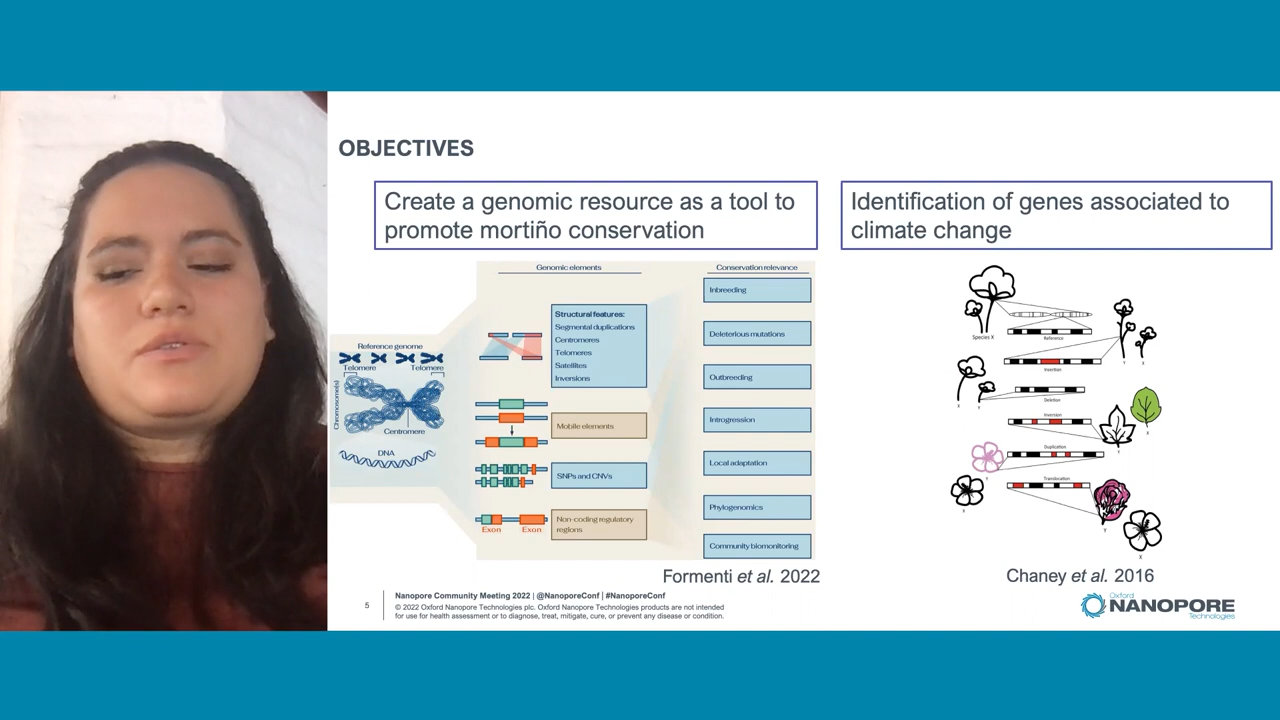 OBJECTIVES
Create a genomic resource as a tool to
promote mortiño conservation
Identification of genes associated to
climate change
Genomic elements
Conservation relevance
Reference genome
Telomere
Telomere
Chromosome(s)
Centromere
DNA
Structural features:
Segmental duplications
Centromeres
Telomeres
Satellites
Inversions
Mobile elements
SNPs and CNVs
Non-coding regulatory
regions
Exon
Exon
Inbreeding
Deleterious mutations
Outbreeding
Introgression
Local adaptation
Phylogenomics
Community biomonitoring
Formenti et al. 2022
Species X
Reference
Y
X
Insertion
X
Y
Deletion
Inversion
Y
X
Duplication
Y
Translocation
X
Y
X
Chaney et al. 2016
5
Nanopore Community Meeting 2022 | @NanoporeConf | #NanoporeConf
© 2022 Oxford Nanopore Technologies plc. Oxford Nanopore Technologies products are not intended
for use for health assessment or to diagnose, treat, mitigate, cure, or prevent any disease or condition.
Oxford
NANOPORE
Technologies